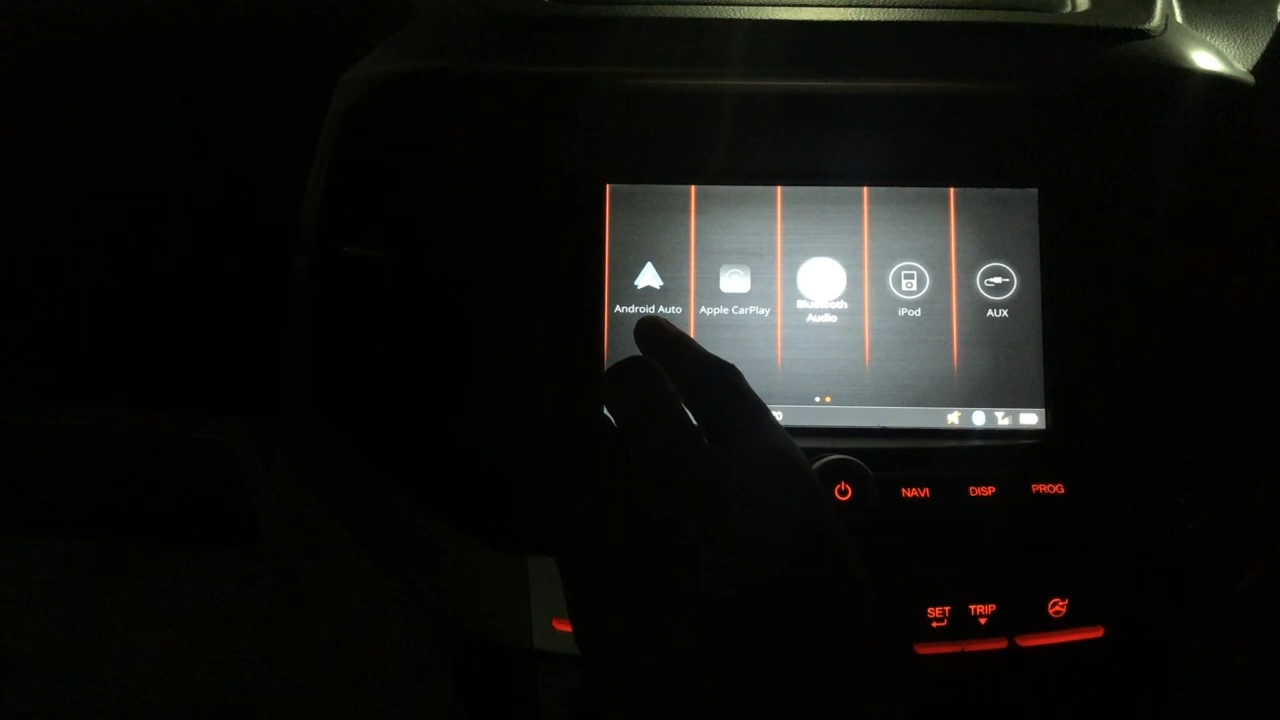 Android Auto
Apple CarPlay
Bluetooth
Audio
iPod
AUX
NAVI
DISP
PROG
SET
TRIP